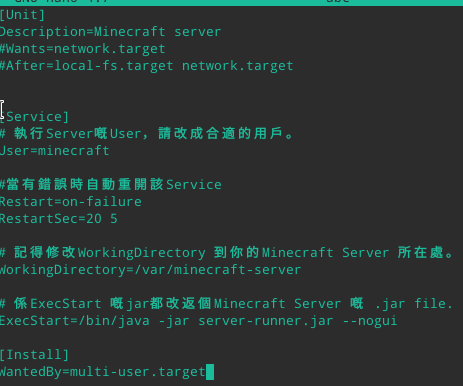 [Unit]
Description=Minecraft server
#Wants=network.target
#After=local-fs.target network.target
[Service]
# 執行Server嘅User，請改成合適的用戶。
User=minecraft
#當有錯誤時自動重開該Service
Restart=on-failure
RestartSec=20 5
# 記得修改WorkingDirectory 到你的Minecraft Server 所在處。
WorkingDirectory=/var/minecraft-server
# 係ExecStart 嘅jar都改返個Minecraft Server 嘅 .jar file.
ExecStart=/bin/java -jar server-runner.jar --nogui
[Install]
WantedBy=multi-user.target